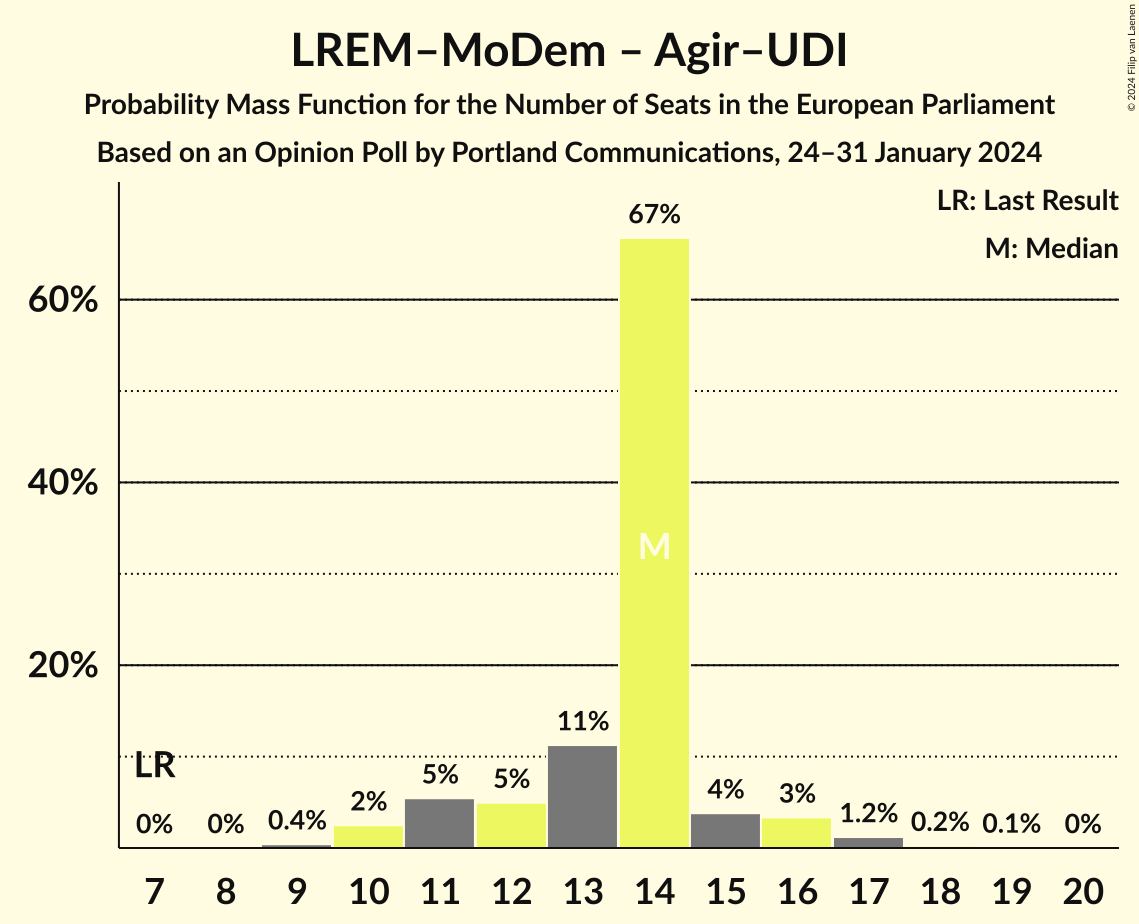 LREM–MoDem – Agir–UDI
Probability Mass Function for the Number of Seats in the European Parliament
Based on an Opinion Poll by Portland Communications, 24–31 January 2024
© 2024 Filip van Laenen
LR: Last Result
M: Median
67%
60%
40%
M
20%
11%
LR
5%
5%
4%
3%
2%
1.2%
0% 0% 0.4% 0.2% 0.1% 0%
7 8 9 10 11 12 13 14 15 16 17 18 19 20